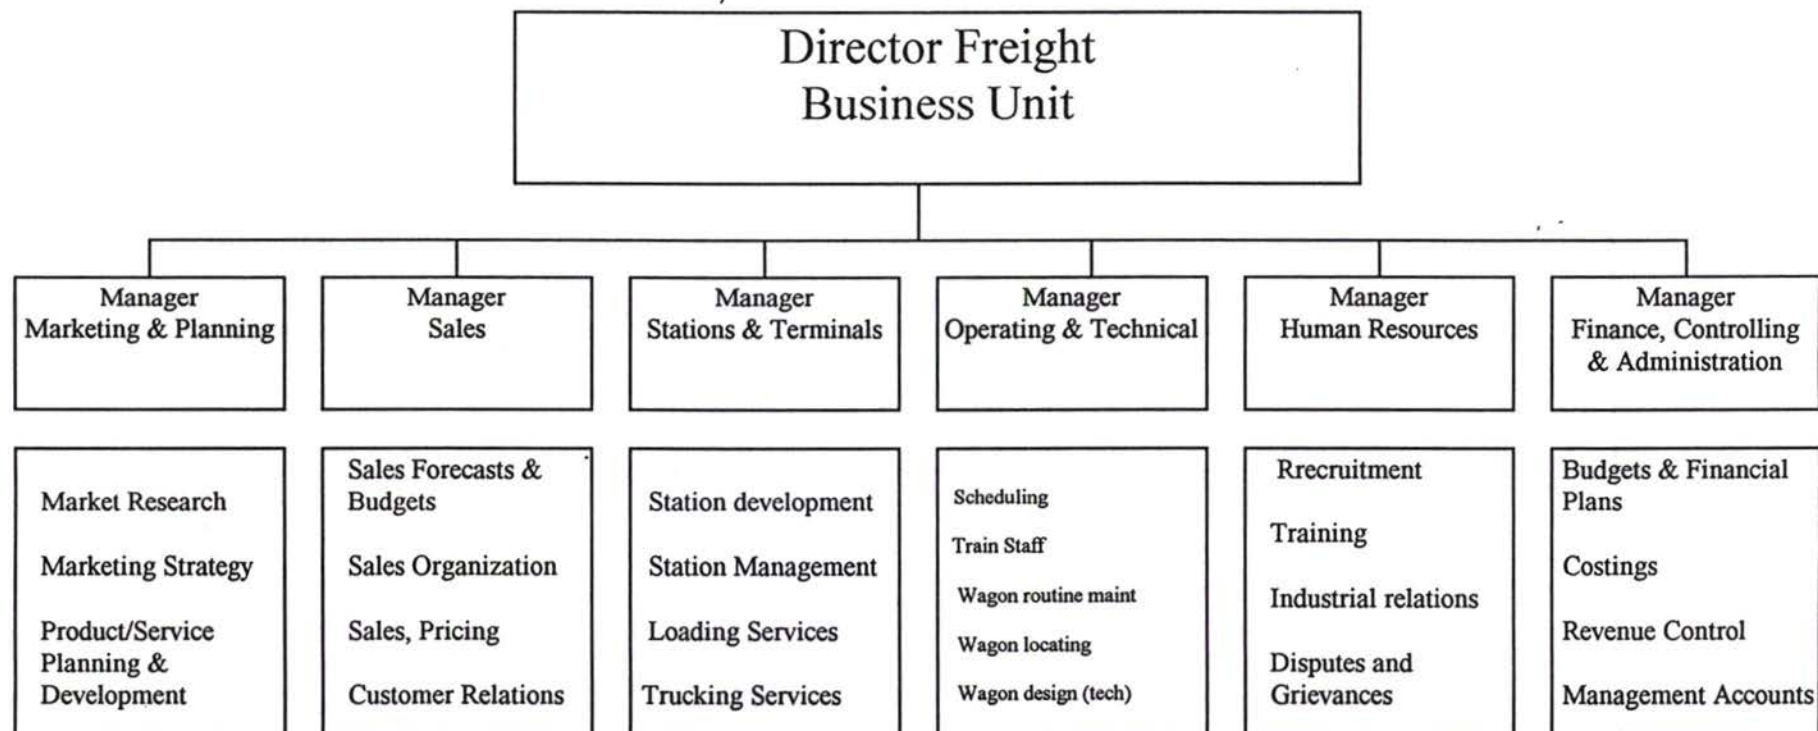 Director Freight
Business Unit
Manager
Marketing & Planning
Manager
Sales
Manager
Stations & Terminals
Manager
Operating & Technical
Manager
Human Resources
Manager
Finance, Controlling
& Administration
Market Research
Marketing Strategy
Product/Service
Planning &
Development
Sales Forecasts &
Budgets
Sales Organization
Sales, Pricing
Customer Relations
Station development
Station Management
Loading Services
Trucking Services
Scheduling
Train Staff
Wagon routine maint
Wagon locating
Wagon design (tech)
Rrecruitment
Training
Industrial relations
Disputes and
Grievances
Budgets & Financial
Plans
Costings
Revenue Control
Management Accounts